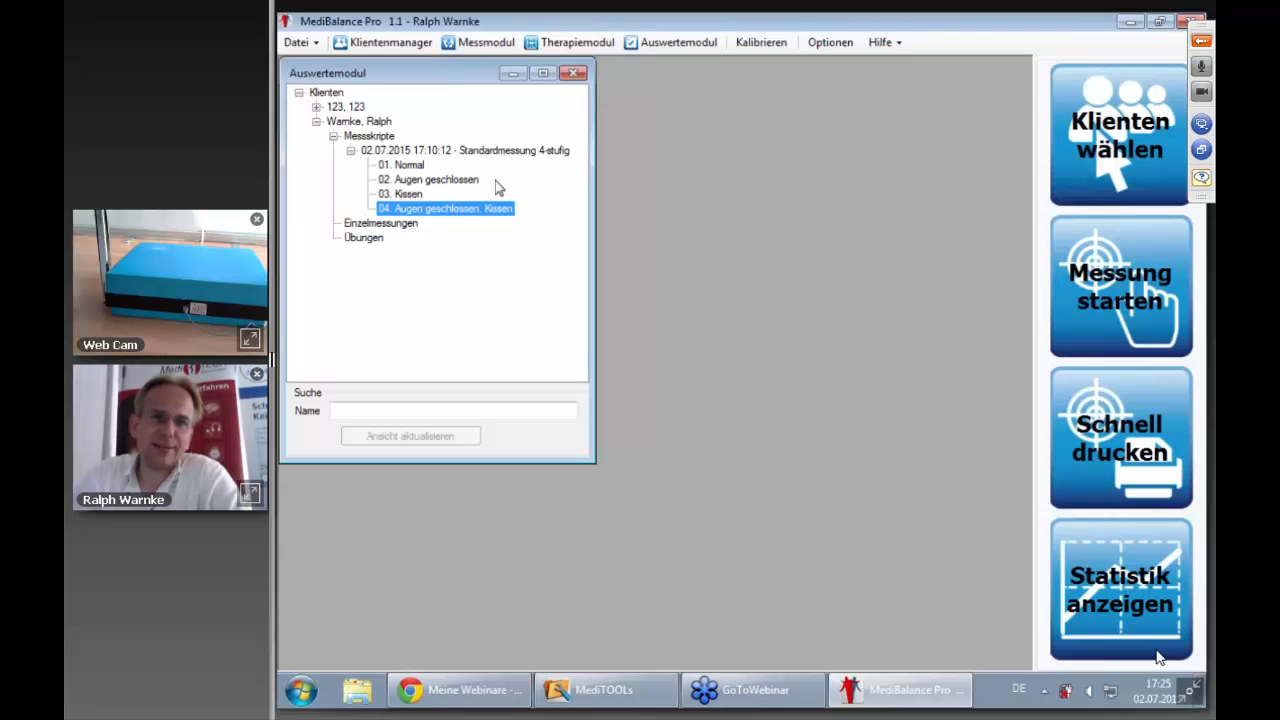 MediBalance Pro 1.1 - Ralph Warnke
Datei Klientenmanager Messmodul Therapiemodul Auswertemodul Kalibrieren Optionen Hilfe
Auswertemodul
Klienten
123, 123
Warnke, Ralph
Messskripte
02.07.2015 17:10:12 - Standardmessung 4-stufig
01. Normal
02. Augen geschlossen
03. Kissen
04. Augen geschlossen, Kissen
Einzelmessungen
Übungen
Suche
Name
Ansicht aktualisieren
Klienten
wählen
Messung
starten
Schnell
drucken
Statistik
anzeigen
Web Cam
Ralph Warnke
Meine Webinare - ...
MediTOOLs
GoToWebinar
MediBalance Pro ...
DE
17:25